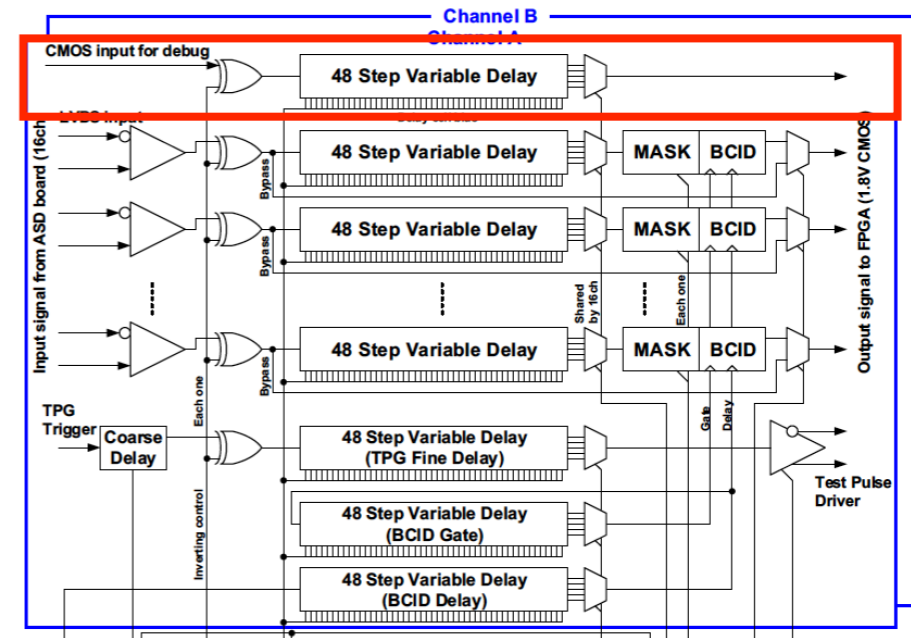 Channel B
Channel A
CMOS input for debug
48 Step Variable Delay
LVDS input
48 Step Variable Delay
MASK
BCID
Bypass
48 Step Variable Delay
MASK
BCID
Bypass
Input signal from ASD board (16ch
Output signal to FPGA (1.8V CMOS)
Shared
by 16ch
Each one
48 Step Variable Delay
MASK
BCID
Bypass
Each one
Gate
Delay
TPG
Trigger
Coarse
Delay
48 Step Variable Delay
(TPG Fine Delay)
Test Pulse
Driver
Inverting control
48 Step Variable Delay
(BCID Gate)
48 Step Variable Delay
(BCID Delay)